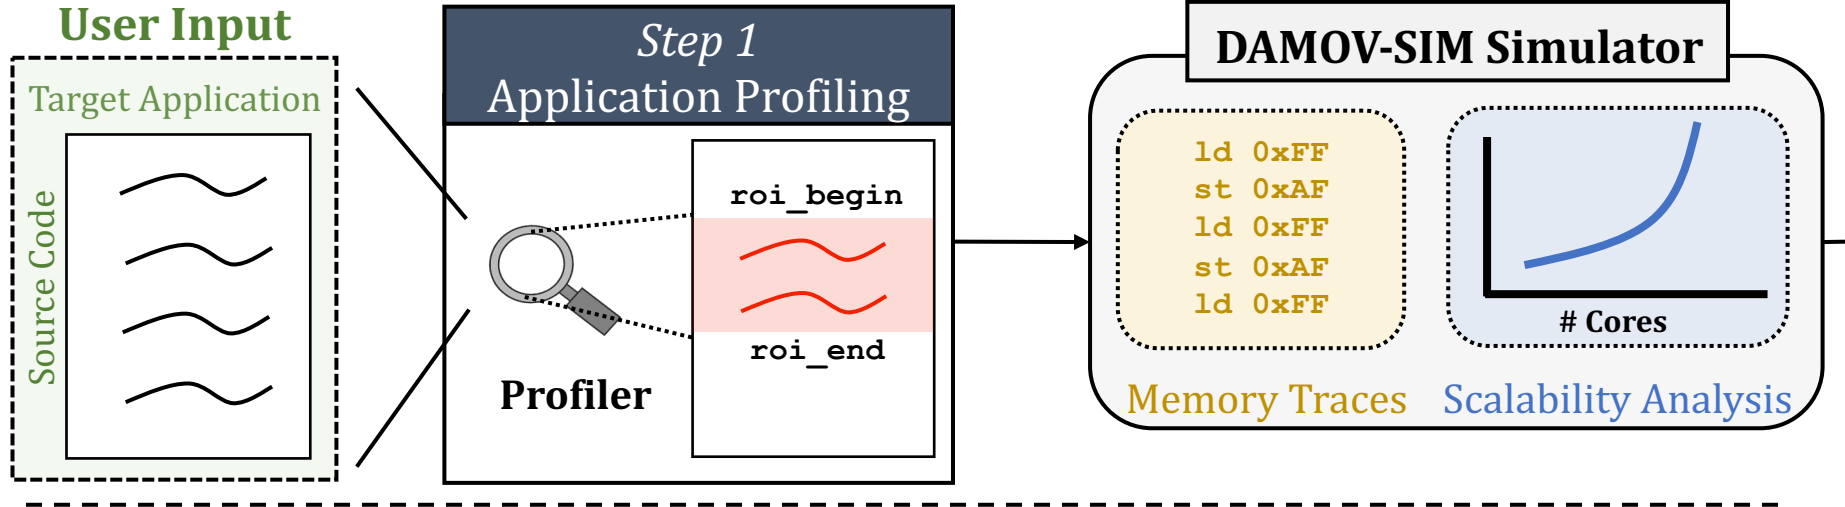 User Input
Target Application
Source Code
Step 1
Application Profiling
roi_begin
roi_end
Profiler
DAMOV-SIM Simulator
ld 0xFF
st 0xAF
ld 0xFF
st 0xAF
ld 0xFF
Memory Traces
# Cores
Scalability Analysis